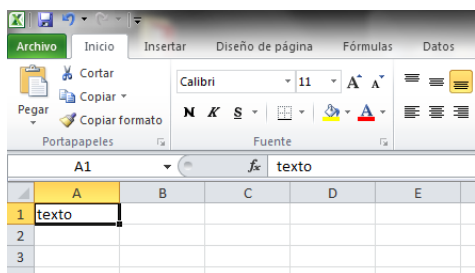 Archivo Inicio Insertar Diseño de página Fórmulas Datos
Cortar
Copiar
Copiar formato
Pegar
Portapapeles
Calibri 11 A A
N K S A
Fuente
A1 fx texto
A B C D E
1 texto
2
3